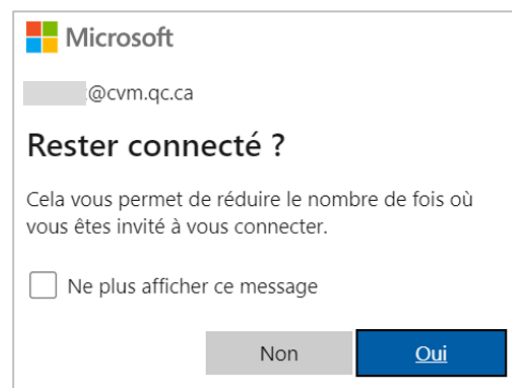 Microsoft
@cvm.qc.ca
Rester connecté ?
Cela vous permet de réduire le nombre de fois où
vous êtes invité à vous connecter.
Ne plus afficher ce message
Non
Oui